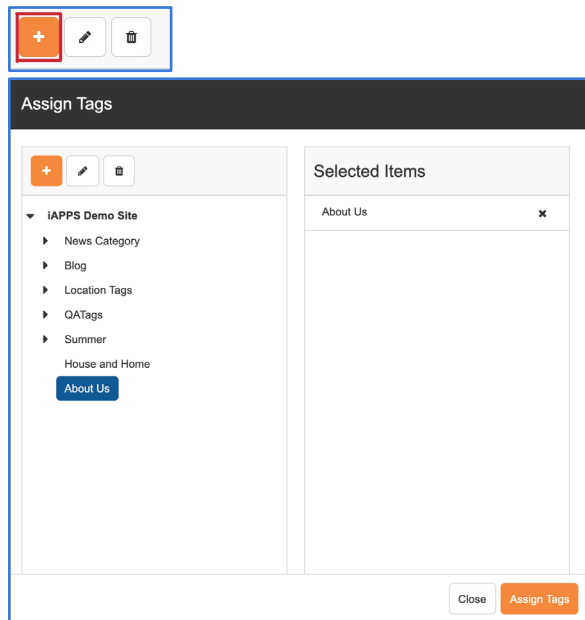 Assign Tags
Selected Items
iAPPS Demo Site
About Us
News Category
Blog
Location Tags
QATags
Summer
House and Home
About Us
Close
Assign Tags